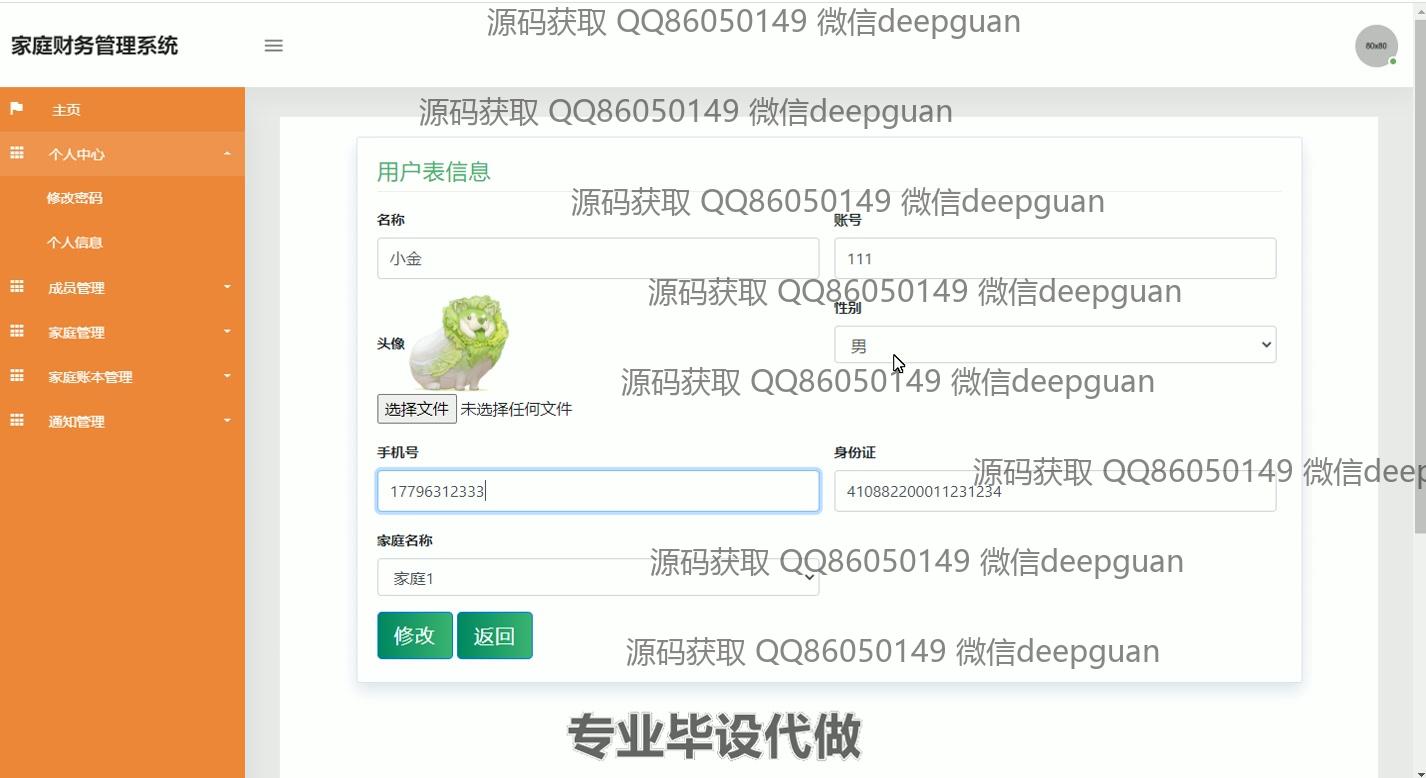 源码获取 QQ86050149 微信deepguan
家庭财务管理系统
80x80
主页
源码获取 QQ86050149 微信deepguan
个人中心
修改密码
个人信息
成员管理
家庭管理
家庭账本管理
通知管理
用户表信息
源码获取 QQ86050149 微信deepguan
名称
账号
小金
111
源码获取 QQ86050149 微信deepguan
性别
头像
男
源码获取 QQ86050149 微信deepguan
选择文件 未选择任何文件
手机号
身份证
源码获取 QQ86050149 微信deep
17796312333
410882200011231234
家庭名称
源码获取 QQ86050149 微信deepguan
家庭1
修改 返回
源码获取 QQ86050149 微信deepguan
专业毕设代做